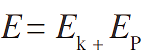 E = Ek + EP